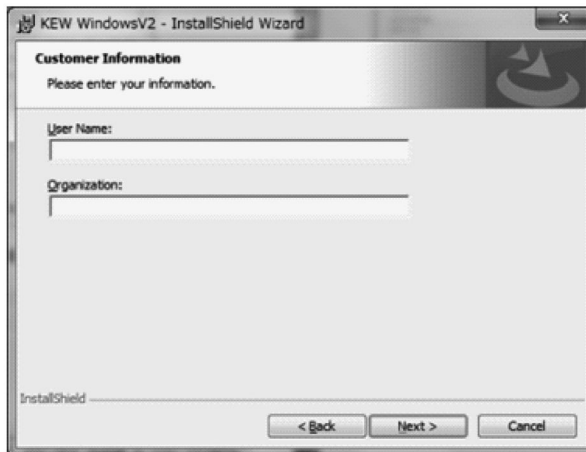 KEW WindowsV2 - InstallShield Wizard
Customer Information
Please enter your information.
User Name:
Organization:
InstallShield
< Back
Next >
Cancel